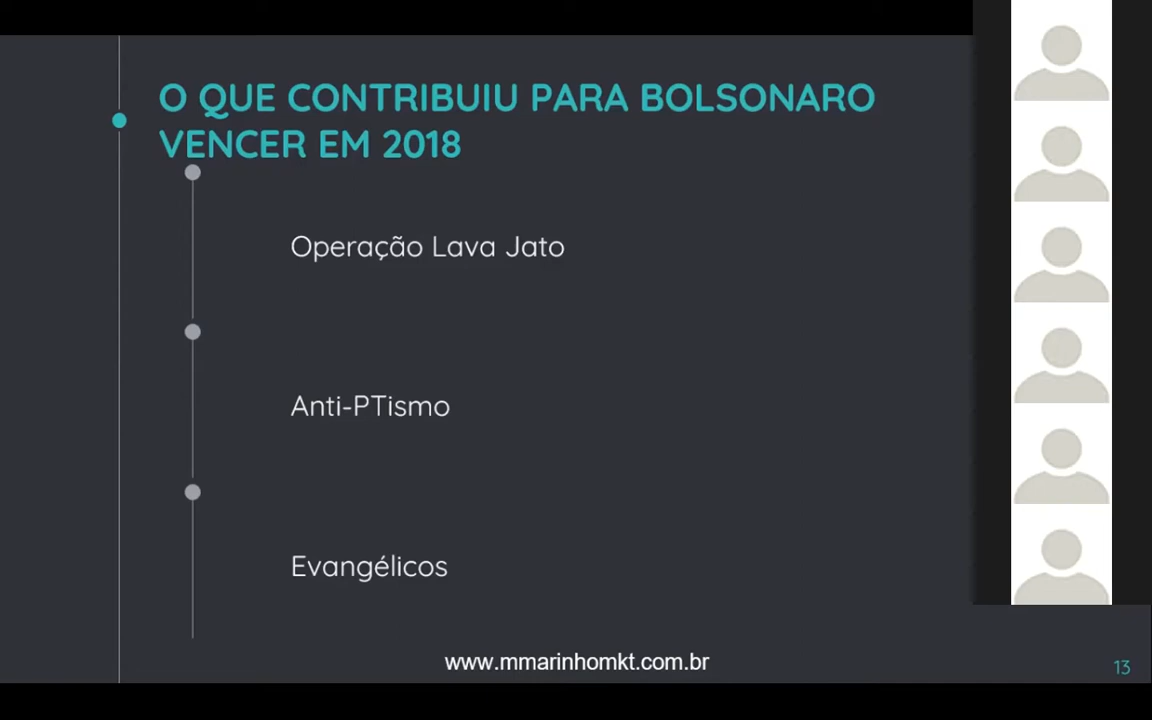 O QUE CONTRIBUIU PARA BOLSONARO
VENCER EM 2018
Operação Lava Jato
Anti-PTismo
Evangélicos
www.mmarinhomkt.com.br
13